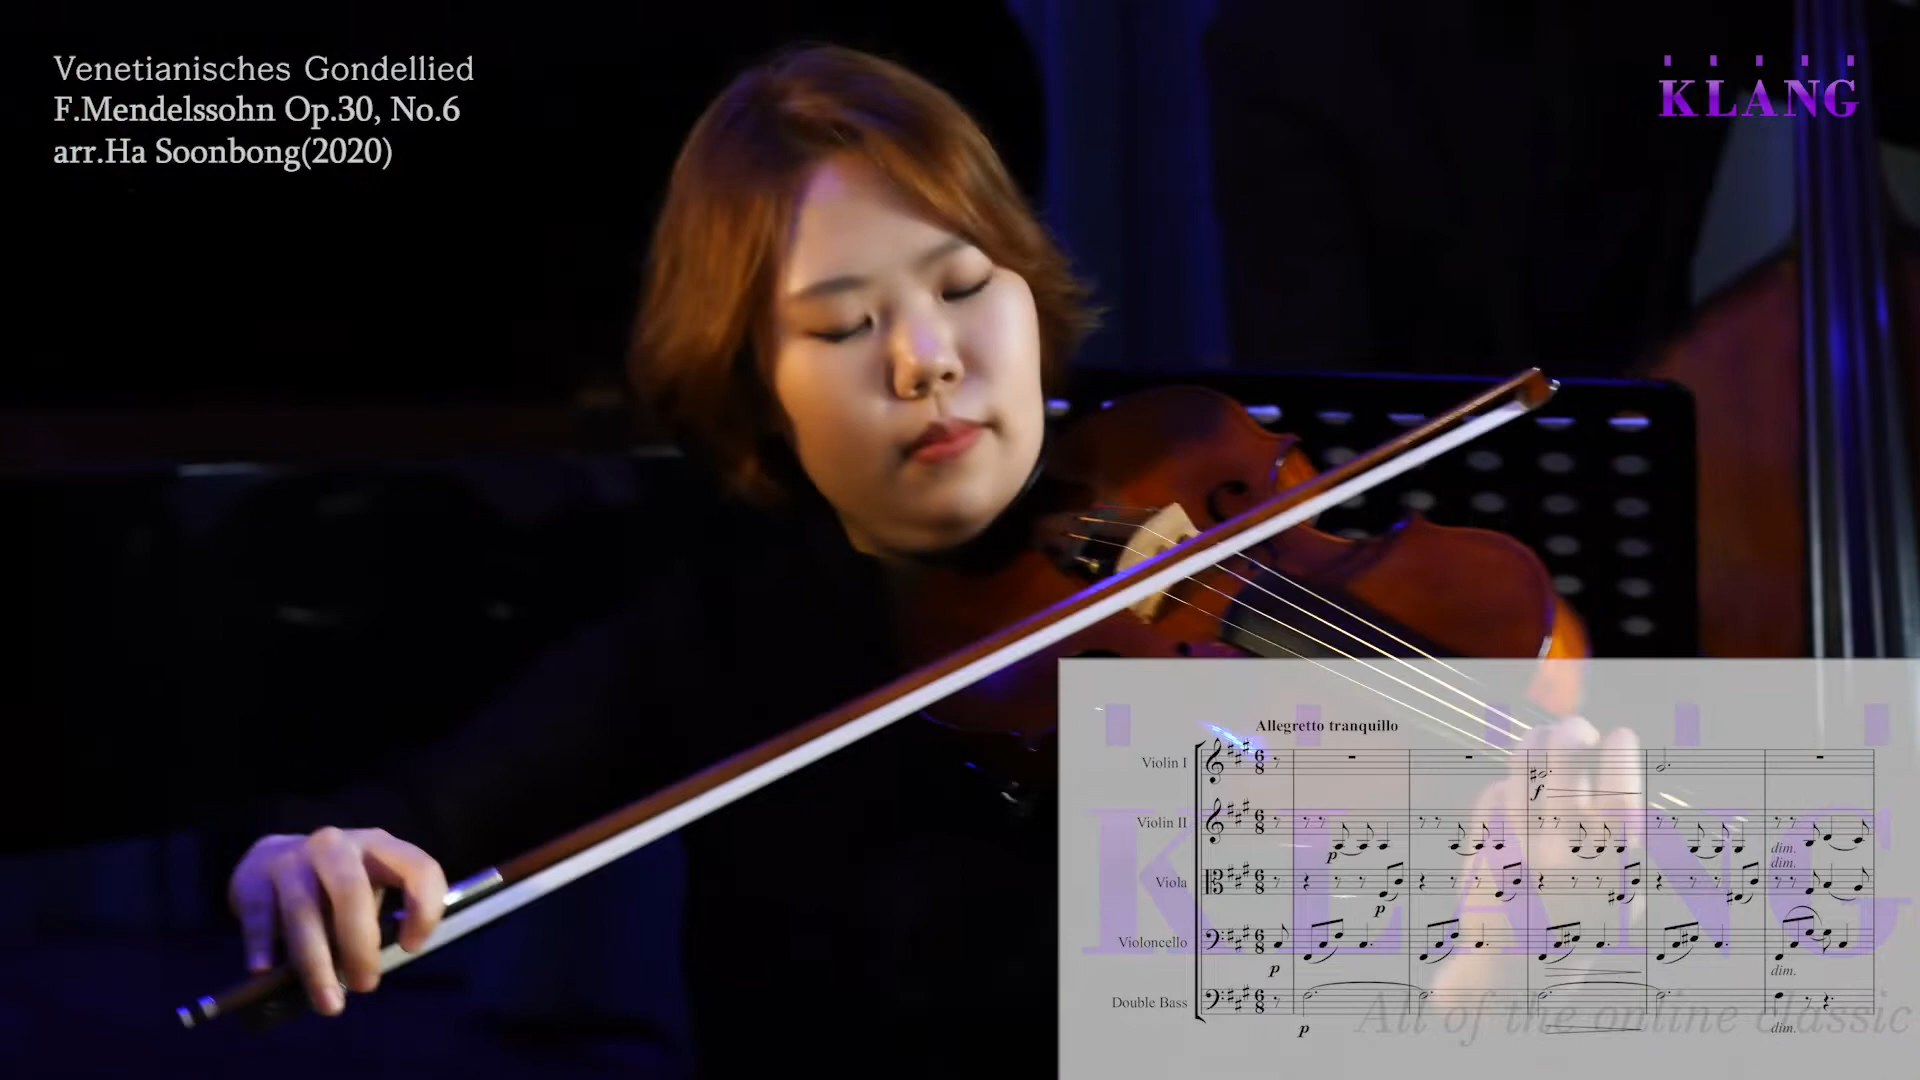 Venetianisches Gondellied
F.Mendelssohn Op.30, No.6
arr.Ha Soonbong(2020)
KLANG
Allegretto tranquillo
Violin I
f
Violin II
p
dim.
dim.
Viola
p
Violoncello
p
dim.
Double Bass
p
dim.
KLANG
All of the online classic